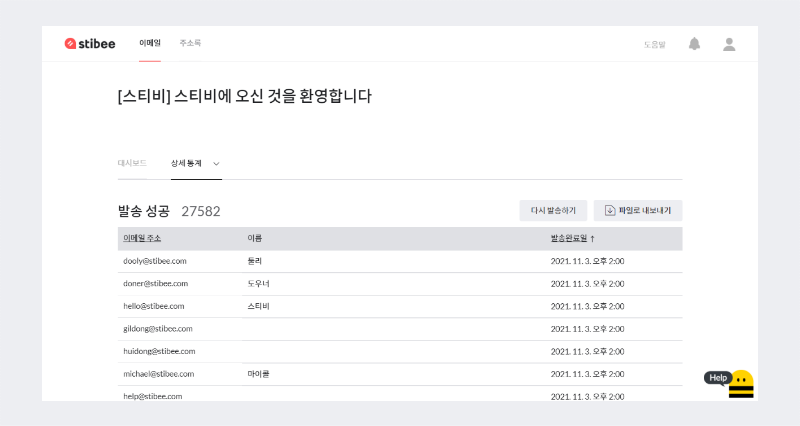 stibee 이메일 주소록 도움말
[스티비] 스티비에 오신 것을 환영합니다
대시보드 상세 통계
발송 성공 27582 다시 발송하기 파일로 내보내기
이메일 주소 이름 발송완료일 ↑
dooly@stibee.com 둘리 2021. 11. 3. 오후 2:00
doner@stibee.com 도우너 2021. 11. 3. 오후 2:00
hello@stibee.com 스티비 2021. 11. 3. 오후 2:00
gildong@stibee.com 2021. 11. 3. 오후 2:00
huidong@stibee.com 2021. 11. 3. 오후 2:00
michael@stibee.com 마이콜 2021. 11. 3. 오후 2:00
help@stibee.com 2021. 11. 3. 오후 2:00
Help